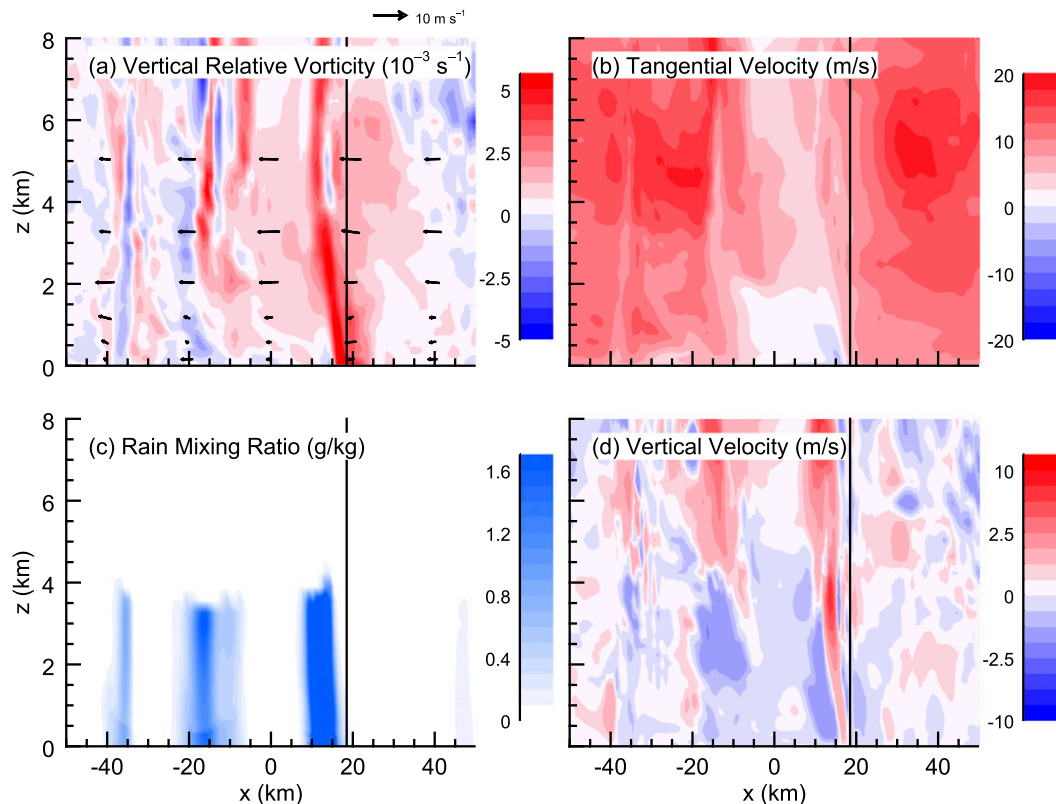 10 m s⁻¹
(a) Vertical Relative Vorticity (10⁻³ s⁻¹)
(b) Tangential Velocity (m/s)
8
6
4
2
0
z (km)
5
2.5
0
-2.5
-5
20
10
0
-10
-20
(c) Rain Mixing Ratio (g/kg)
(d) Vertical Velocity (m/s)
8
6
4
2
0
z (km)
1.6
1.2
0.8
0.4
0
10
2.5
0
-2.5
-10
-40 -20 0 20 40
x (km)
-40 -20 0 20 40
x (km)